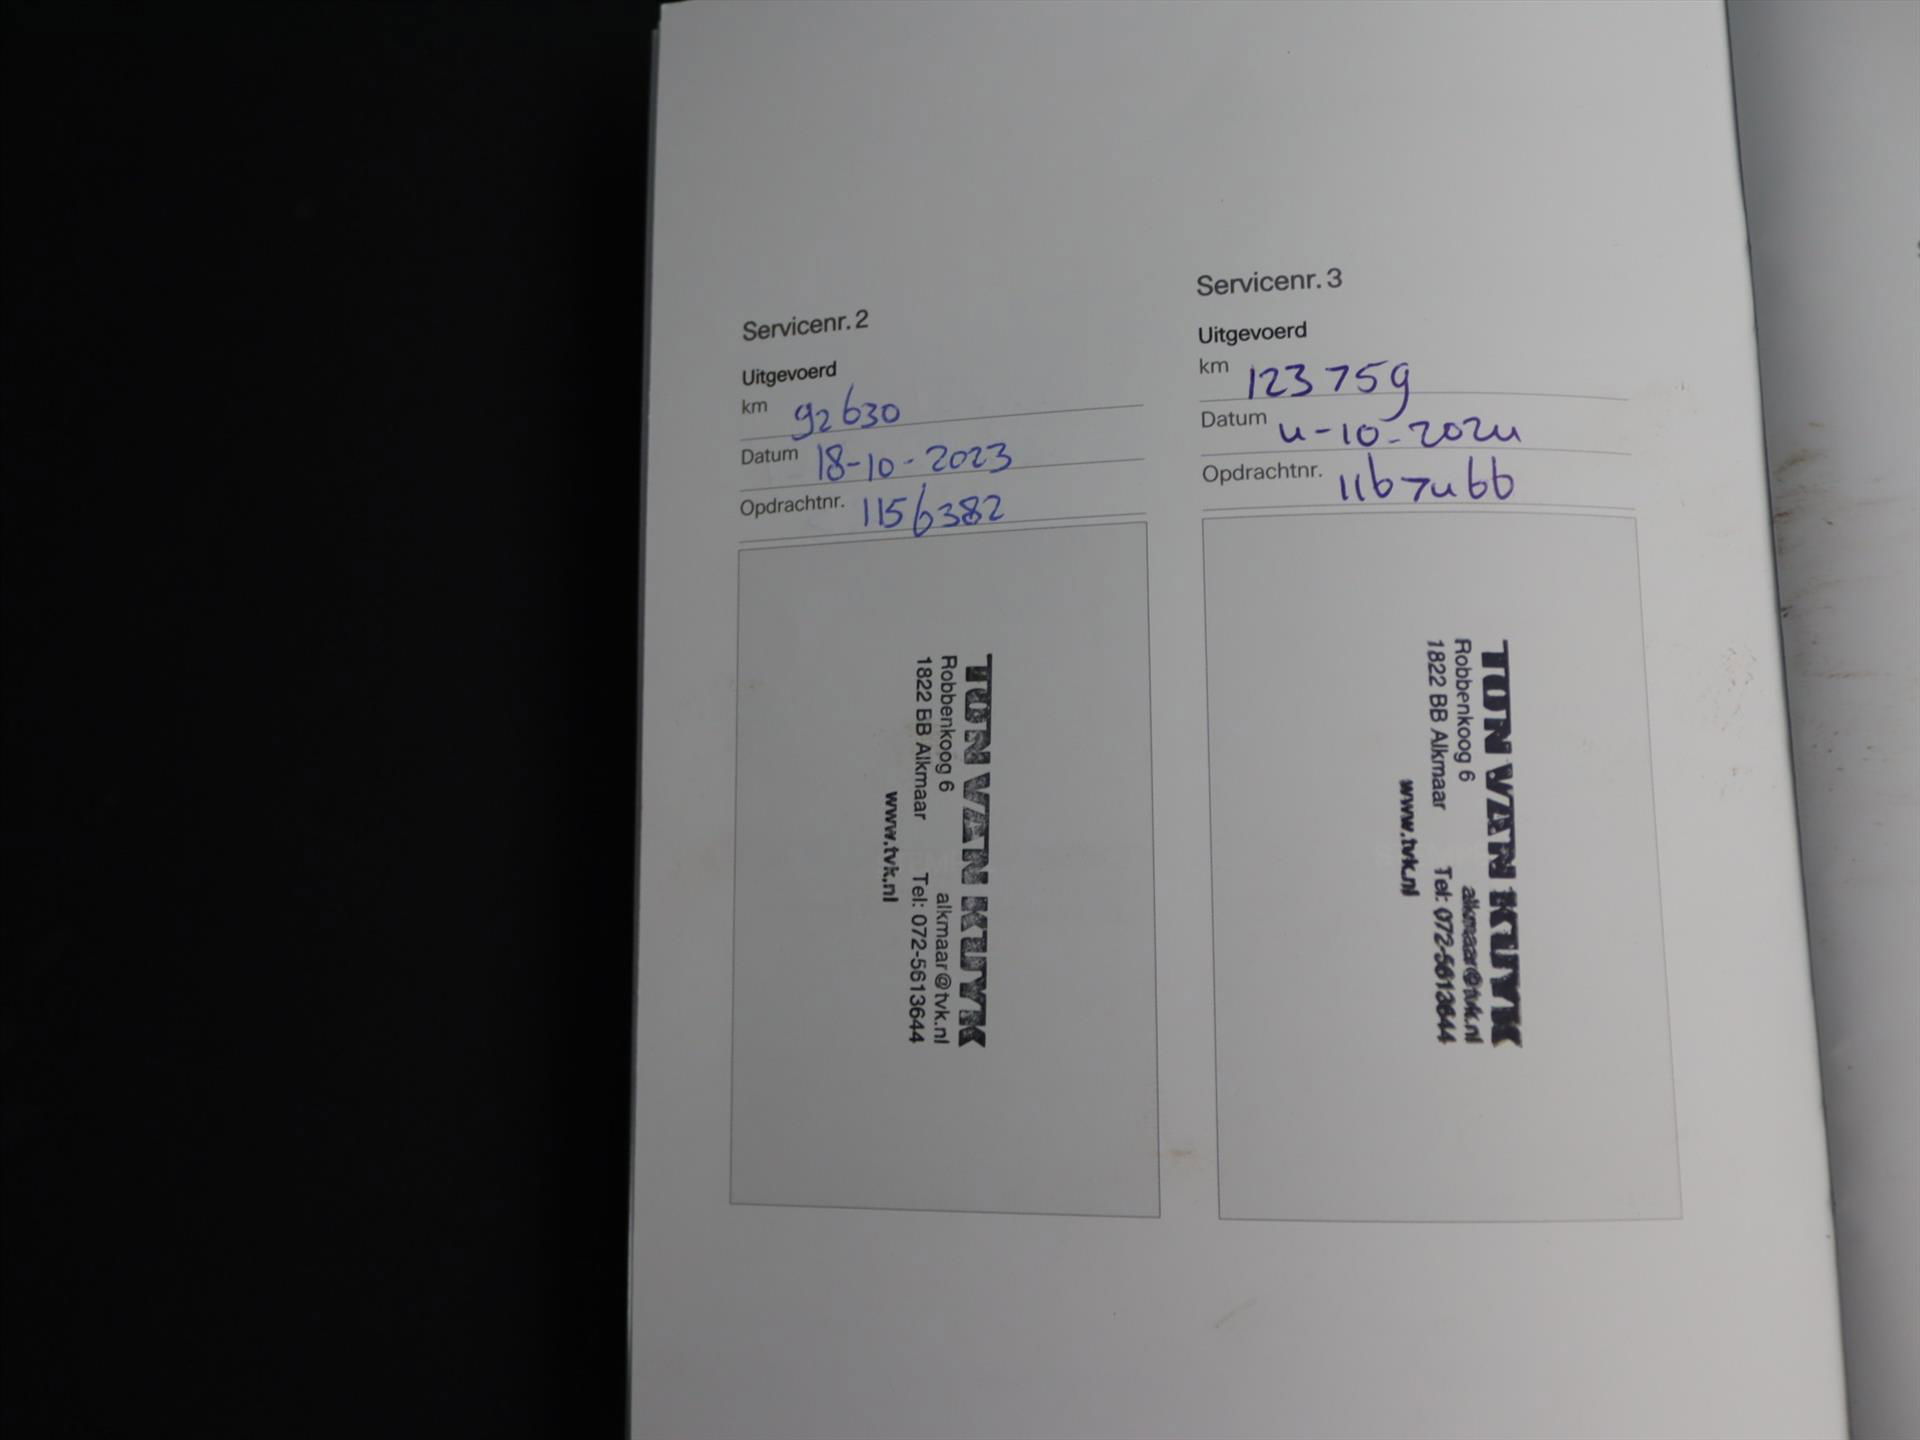 Servicenr. 2
Uitgevoerd
km 92630
Datum 18-10-2023
Opdrachtnr. 1156382
TON VAN KUYK
Robbenkoog 6 alkmaar@tvk.nl
1822 BB Alkmaar Tel: 072-5613644
www.tvk.nl
Servicenr. 3
Uitgevoerd
km 123759
Datum 4-10-2024
Opdrachtnr. 1167466
TON VAN KUYK
Robbenkoog 6 alkmaar@tvk.nl
1822 BB Alkmaar Tel: 072-5613644
www.tvk.nl